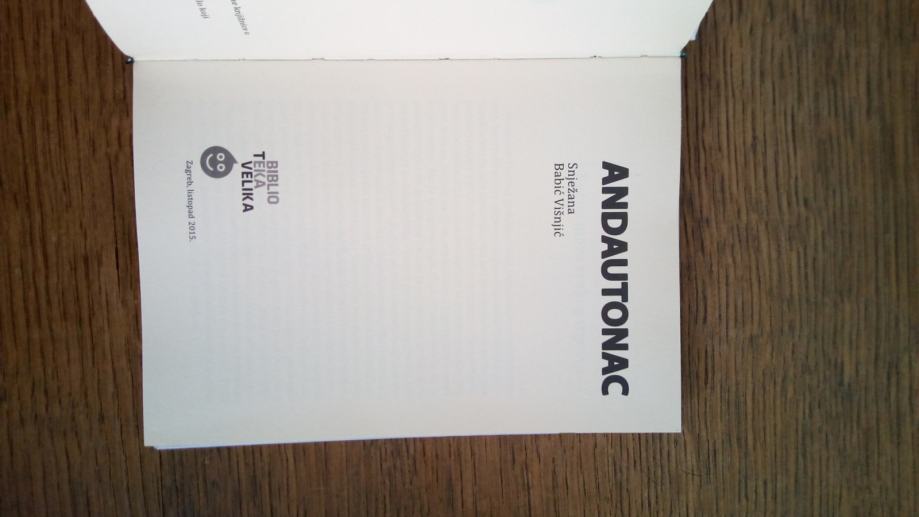 ANDAUTONAC
Snježana
Babić Višnjić
BIBLIO
TEKA
VELIKA
Zagreb, listopad 2015.